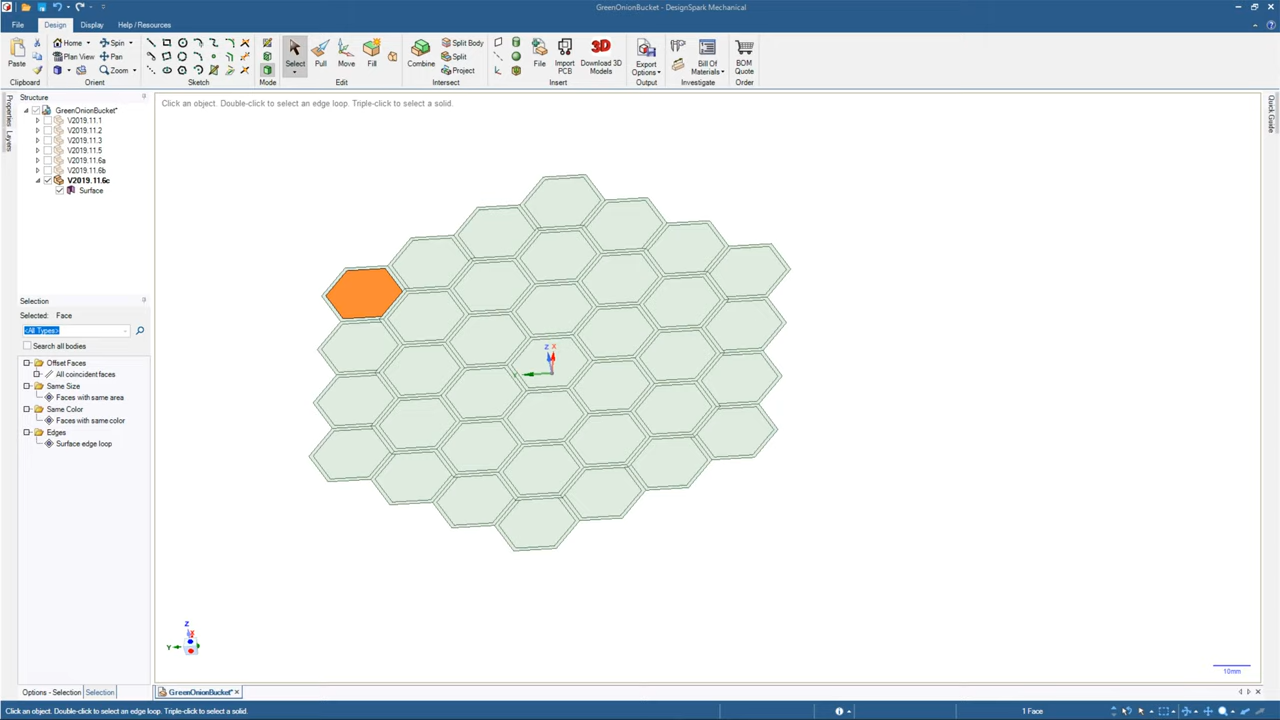 GreenOnionBucket - DesignSpark Mechanical
File Design Display Help / Resources
Home Spin
Plan View Pan
Zoom
Paste
Select Pull Move Fill
Combine Split Body
Split
Project
File Import PCB Download 3D Models
Export Options
Bill Of Materials
BOM Quote
Clipboard Orient Sketch Mode Edit Intersect Insert Output Investigate Order
Structure
GreenOnionBucket*
V2019.11.1
V2019.11.2
V2019.11.3
V2019.11.5
V2019.11.6a
V2019.11.6b
V2019.11.6c
Surface
Properties
Layers
Quick Guide
Click an object. Double-click to select an edge loop. Triple-click to select a solid.
Selection
Selected: Face
<All Types>
Search all bodies
Offset Faces
All coincident faces
Same Size
Faces with same area
Same Color
Faces with same color
Edges
Surface edge loop
Z X
Z
Y
10mm
Options - Selection Selection
GreenOnionBucket*
Click an object. Double-click to select an edge loop. Triple-click to select a solid.
1 Face